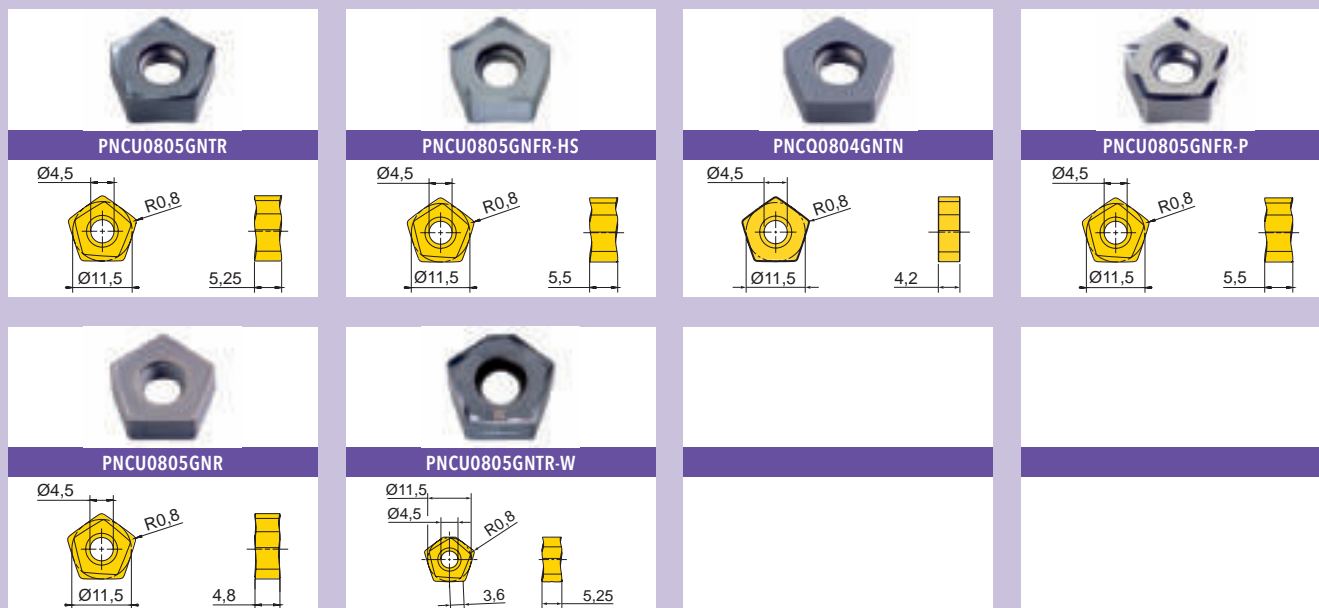 PNCU0805GNTR
Ø4,5
R0,8
Ø11,5
5,25
PNCU0805GNFR-HS
Ø4,5
R0,8
Ø11,5
5,5
PNCQ0804GNTN
Ø4,5
R0,8
Ø11,5
4,2
PNCU0805GNFR-P
Ø4,5
R0,8
Ø11,5
5,5
PNCU0805GNR
Ø4,5
R0,8
Ø11,5
4,8
PNCU0805GNTR-W
Ø11,5
Ø4,5
R0,8
3,6
5,25